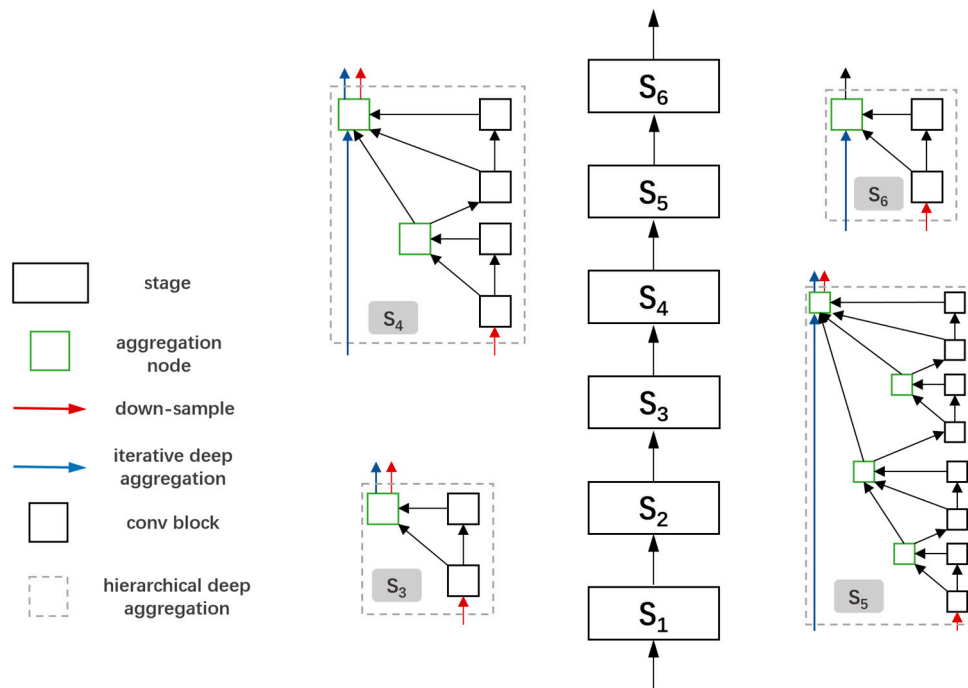 stage
aggregation
node
down-sample
iterative deep
aggregation
conv block
hierarchical deep
aggregation
S₄
S₃
S₆
S₅
S₄
S₃
S₂
S₁
S₆
S₅